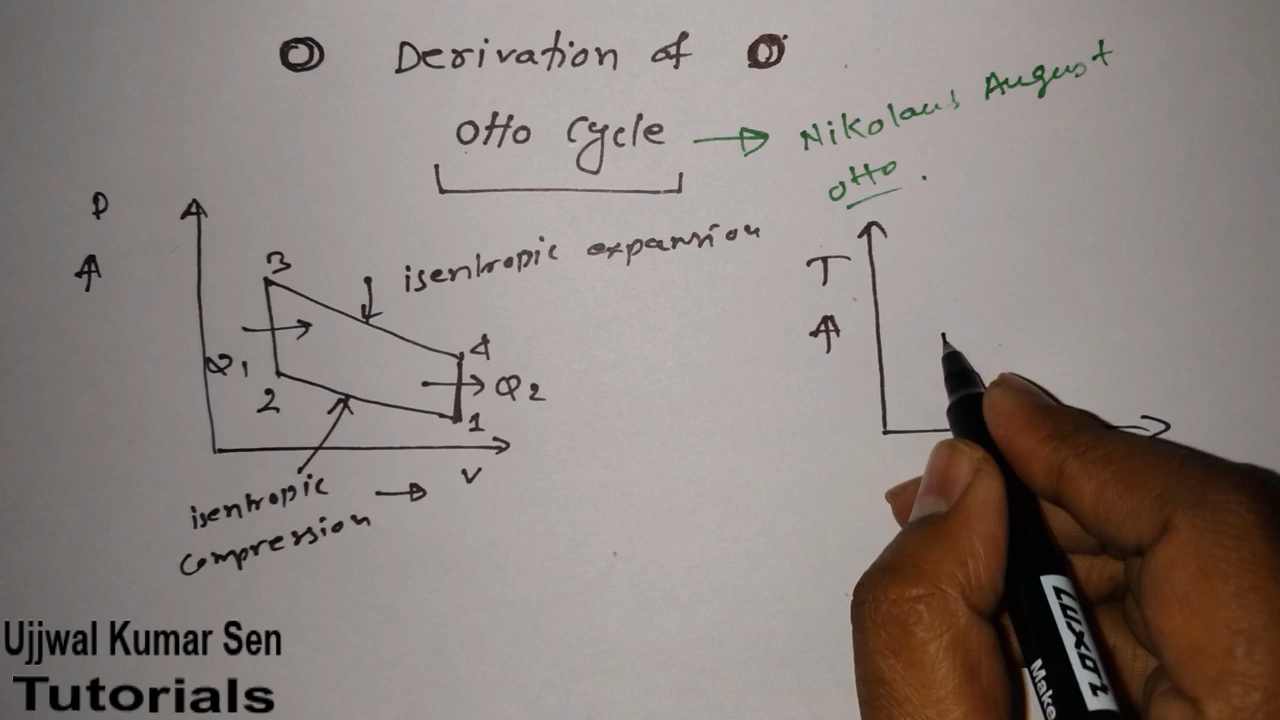 Derivation of
Otto Cycle → Nikolaus August
Otto.
P
3
isentropic expansion
T
4
Q1
Q2
2
1
V
isentropic
compression →
LUXOR
Make
Ujjwal Kumar Sen
Tutorials